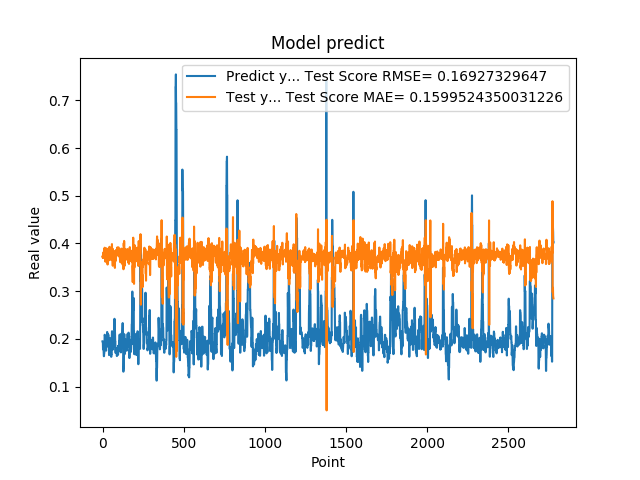 Model predict
Predict y... Test Score RMSE= 0.16927329647
Test y... Test Score MAE= 0.1599524350031226
0.7
0.6
0.5
0.4
0.3
0.2
0.1
Real value
0 500 1000 1500 2000 2500
Point